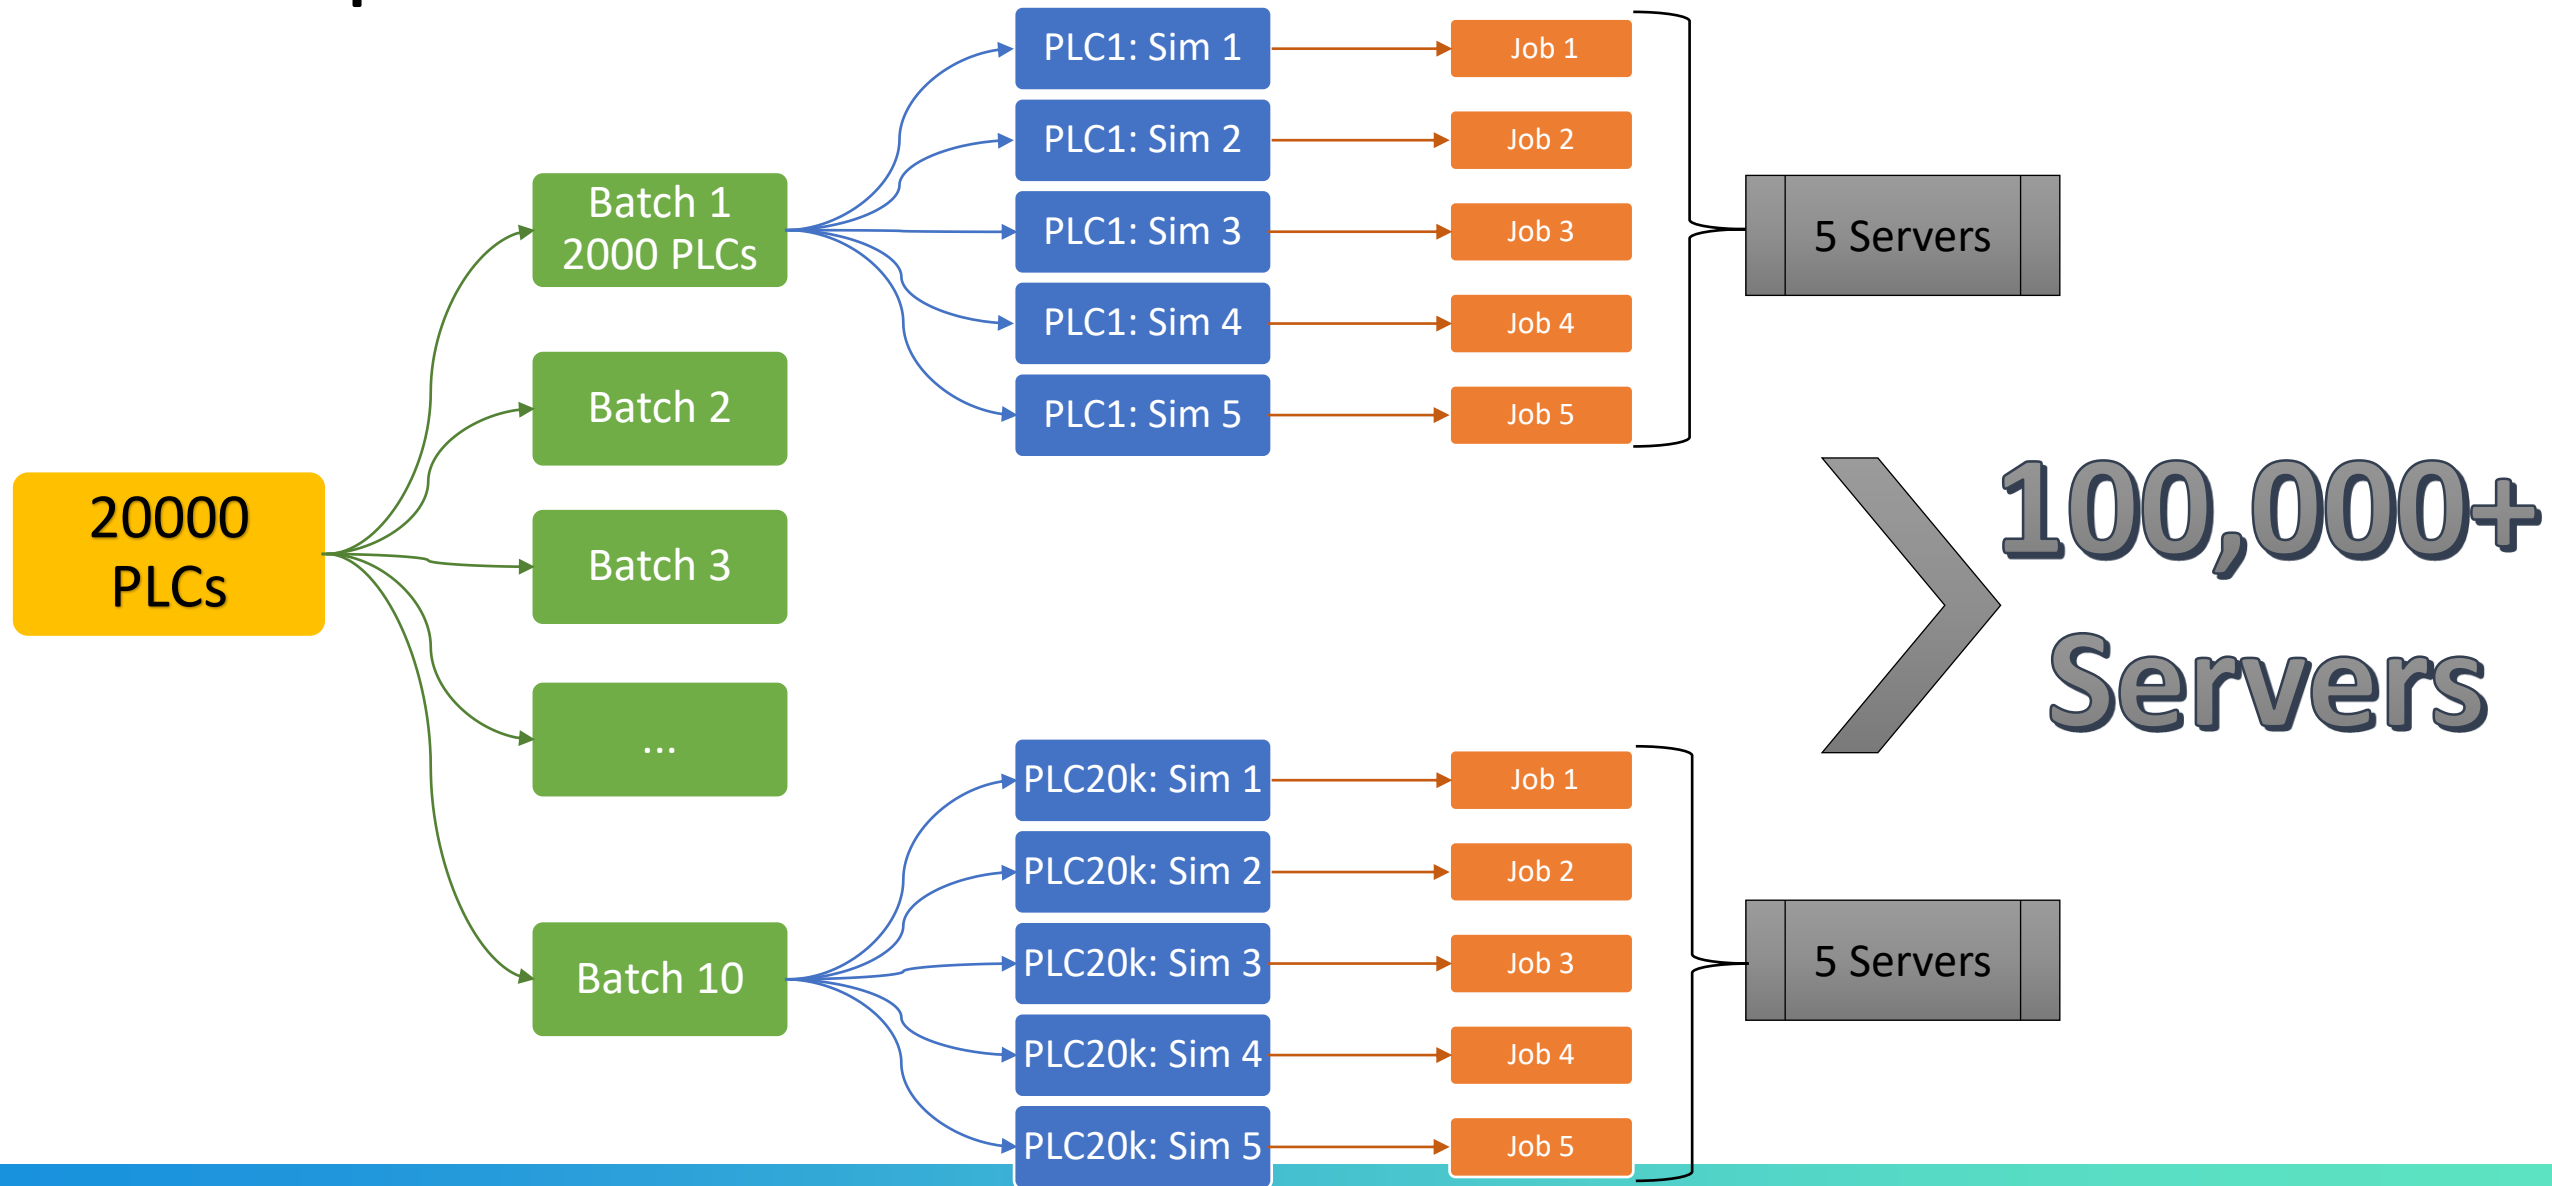 20000
PLCs
Batch 1
2000 PLCs
Batch 2
Batch 3
...
Batch 10
PLC1: Sim 1
PLC1: Sim 2
PLC1: Sim 3
PLC1: Sim 4
PLC1: Sim 5
Job 1
Job 2
Job 3
Job 4
Job 5
5 Servers
100,000+
Servers
PLC20k: Sim 1
PLC20k: Sim 2
PLC20k: Sim 3
PLC20k: Sim 4
PLC20k: Sim 5
Job 1
Job 2
Job 3
Job 4
Job 5
5 Servers